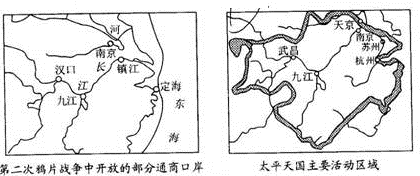 河
南京
长
镇江
汉口
江
九江
定海
东
海
第二次鸦片战争中开放的部分通商口岸
天京
南京
苏州
武昌
杭州
九江
太平天国主要活动区域